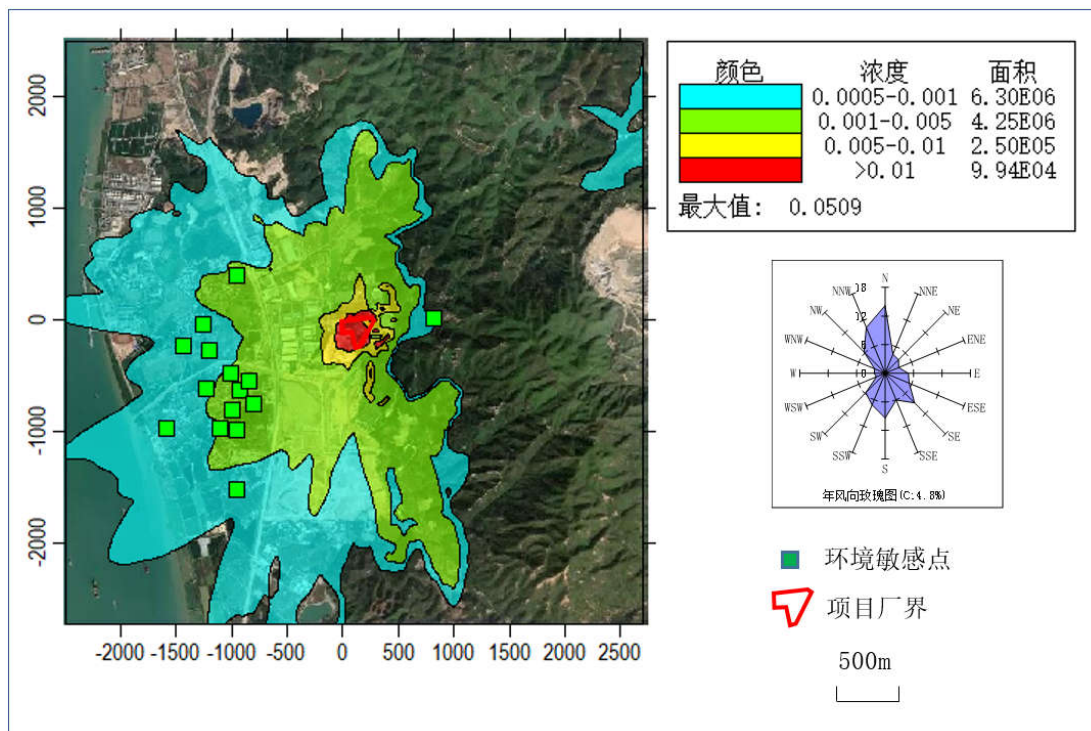 颜色 浓度 面积
0.0005-0.001 6.30E06
0.001-0.005 4.25E06
0.005-0.01 2.50E05
>0.01 9.94E04
最大值: 0.0509
2000
1000
0
-1000
-2000
-2000 -1500 -1000 -500 0 500 1000 1500 2000 2500
N
NNW NNE
NW NE
WNW ENE
W E
WSW ESE
SW SE
SSW SSE
S
18
12
6
0
年风向玫瑰图(C:4.8%)
环境敏感点
项目厂界
500m